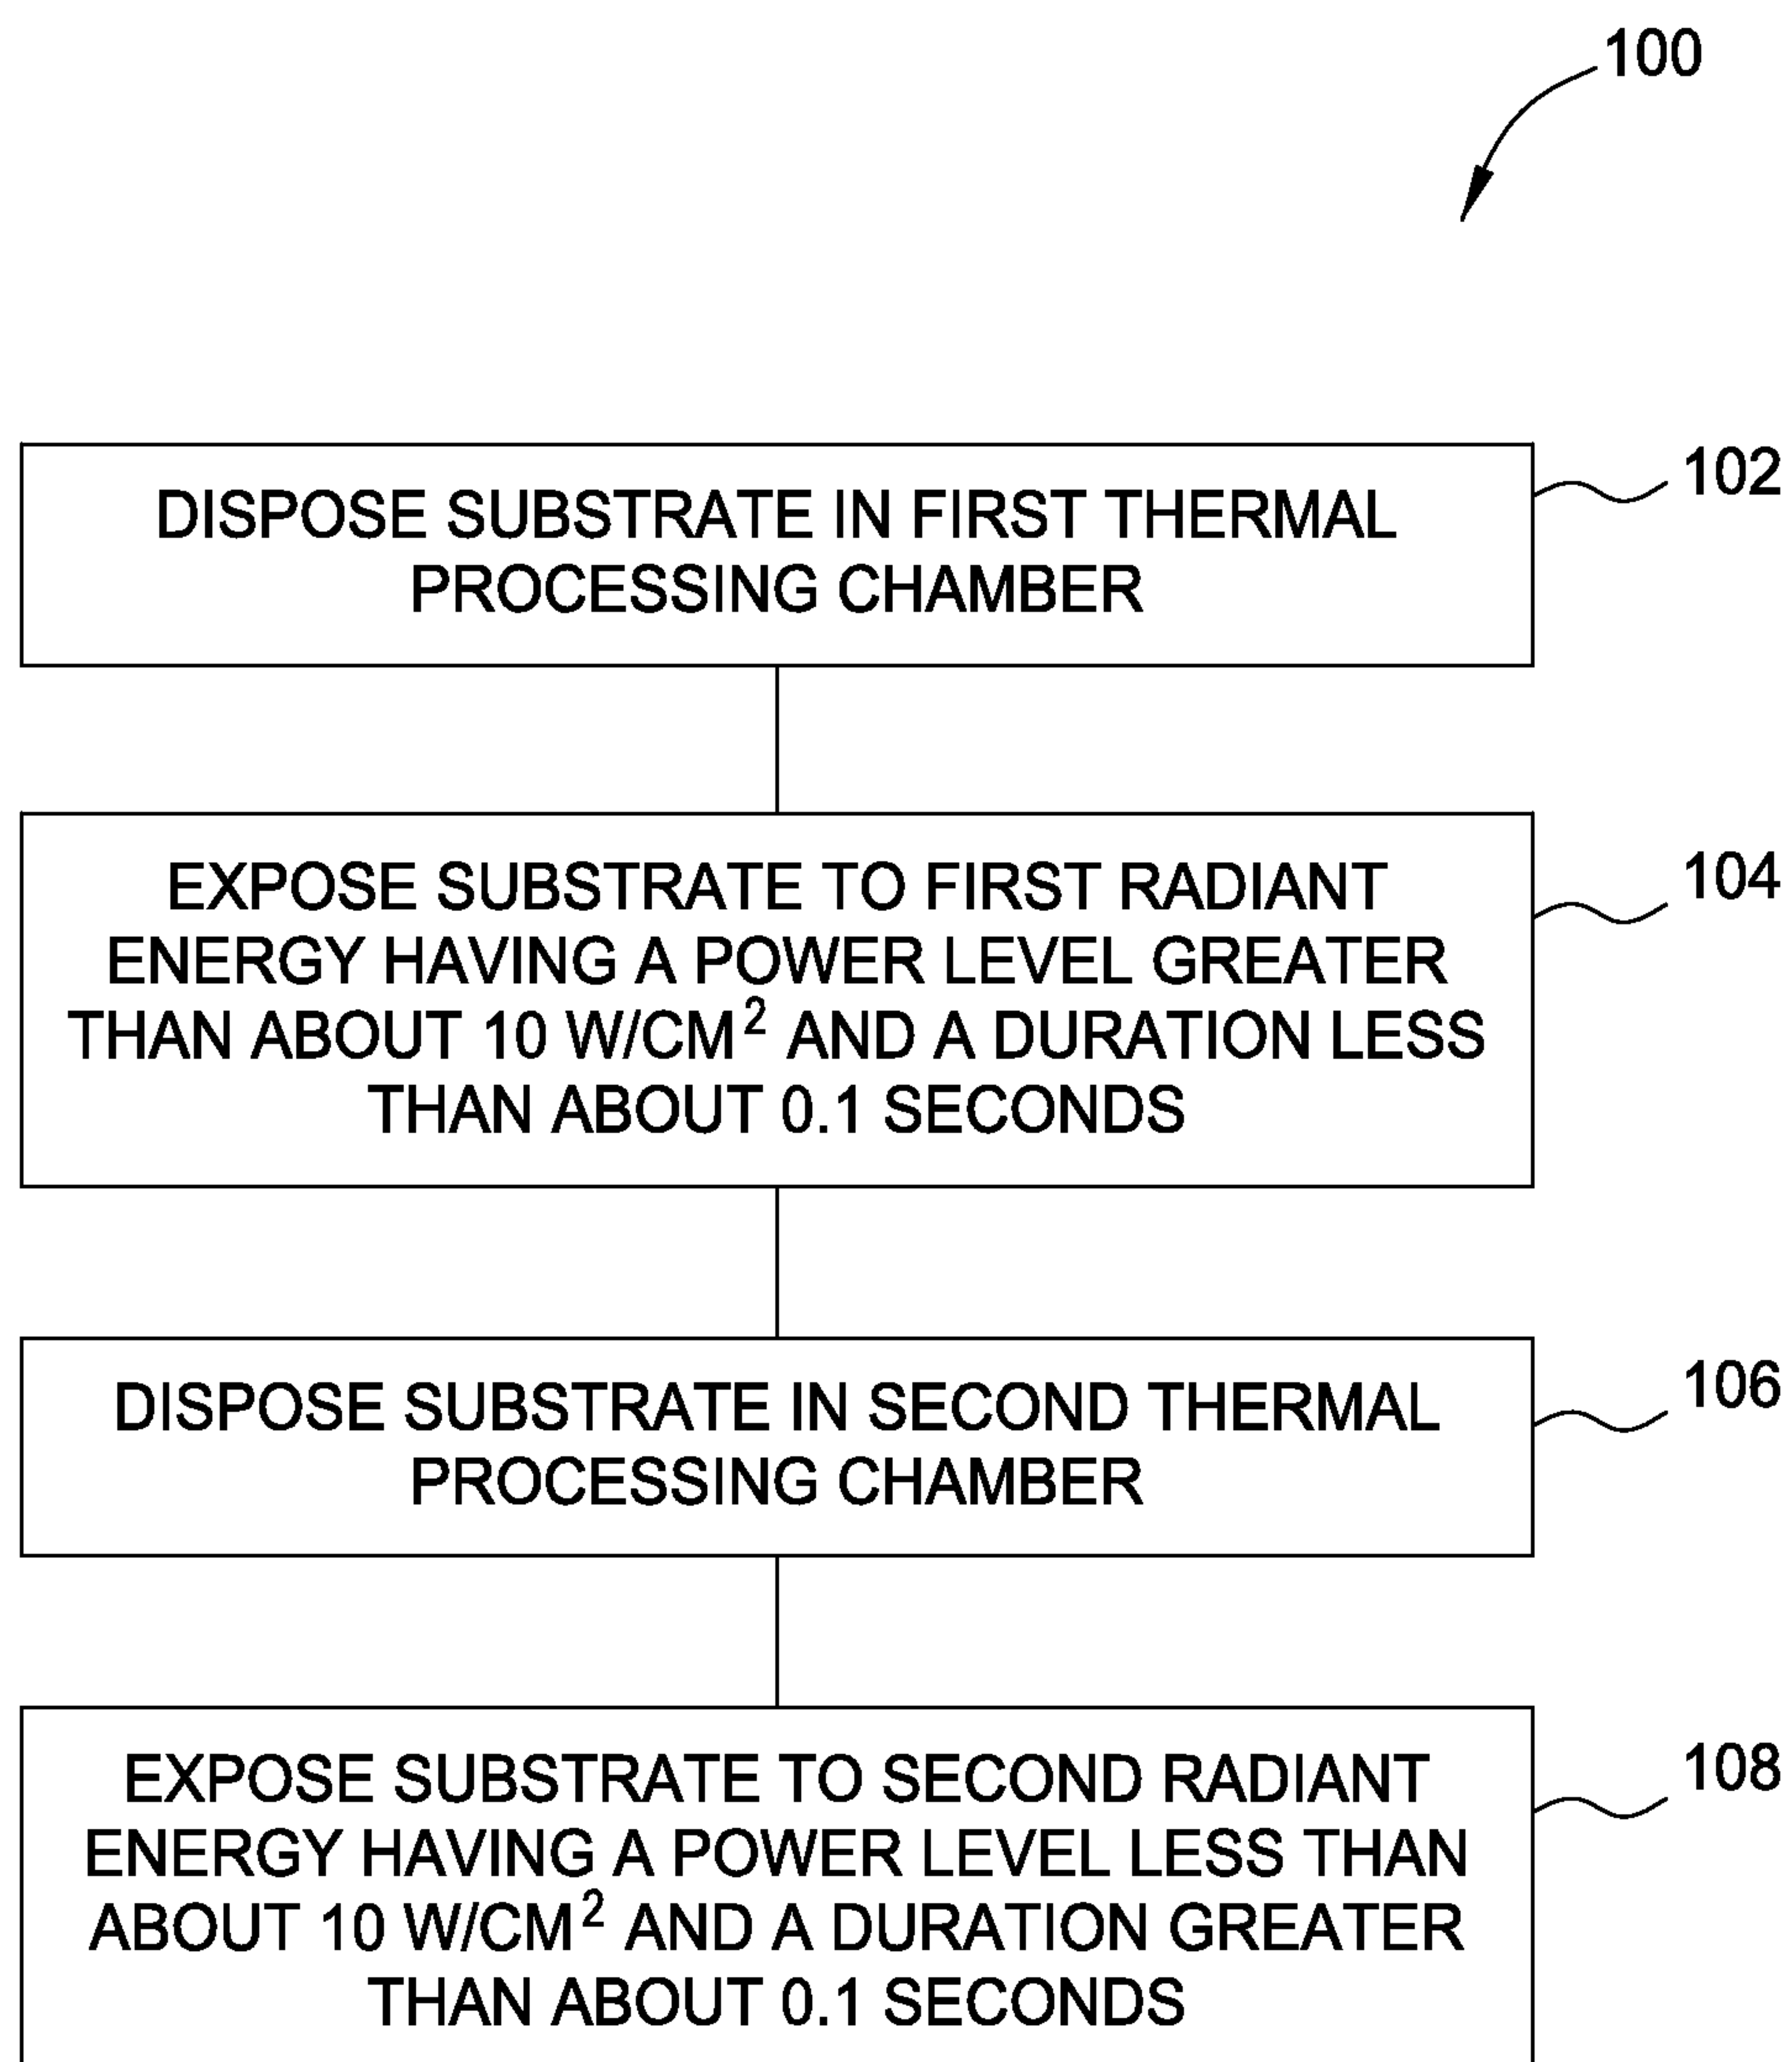 100
DISPOSE SUBSTRATE IN FIRST THERMAL
PROCESSING CHAMBER
102
EXPOSE SUBSTRATE TO FIRST RADIANT
ENERGY HAVING A POWER LEVEL GREATER
THAN ABOUT 10 W/CM² AND A DURATION LESS
THAN ABOUT 0.1 SECONDS
104
DISPOSE SUBSTRATE IN SECOND THERMAL
PROCESSING CHAMBER
106
EXPOSE SUBSTRATE TO SECOND RADIANT
ENERGY HAVING A POWER LEVEL LESS THAN
ABOUT 10 W/CM² AND A DURATION GREATER
THAN ABOUT 0.1 SECONDS
108